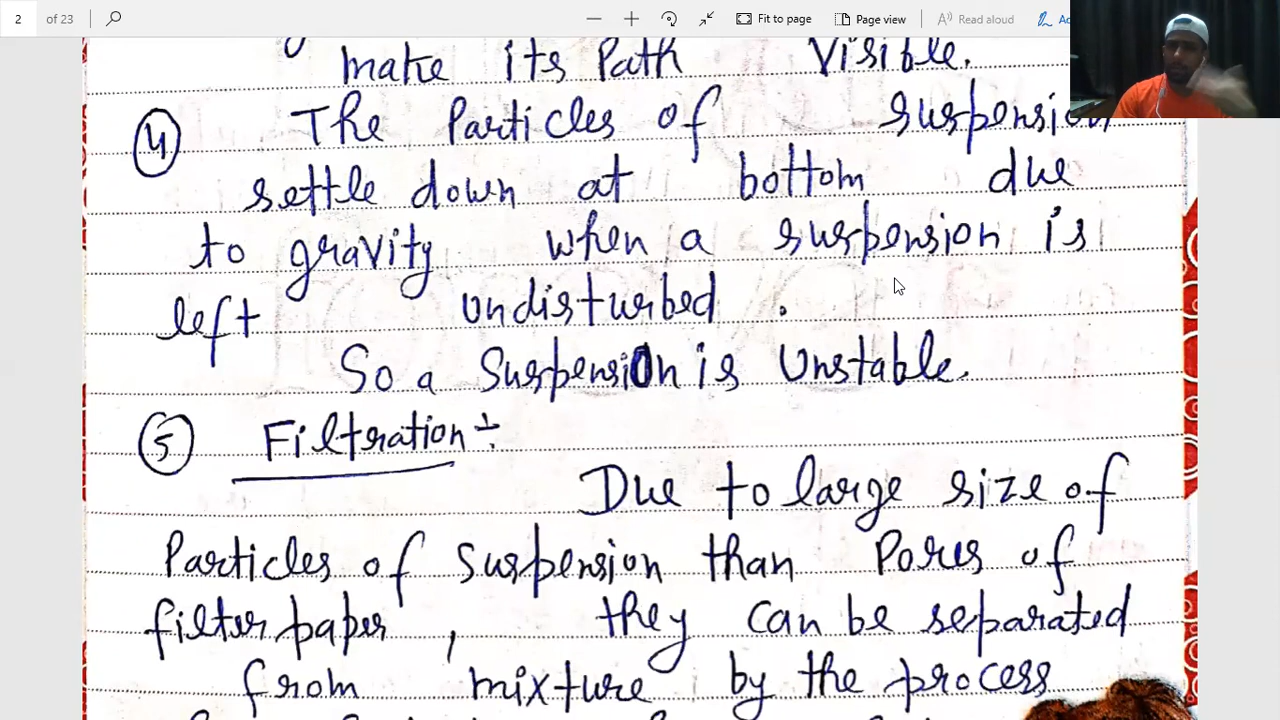 2 of 23 Fit to page Page view Read aloud
make its Path Visible.
4 The Particles of suspension
settle down at bottom due
to gravity when a suspension is
left undisturbed .
So a Suspension is Unstable.
5 Filtration ÷
Due to large size of
Particles of suspension than Pores of
filter paper , they can be separated
from mixture by the process